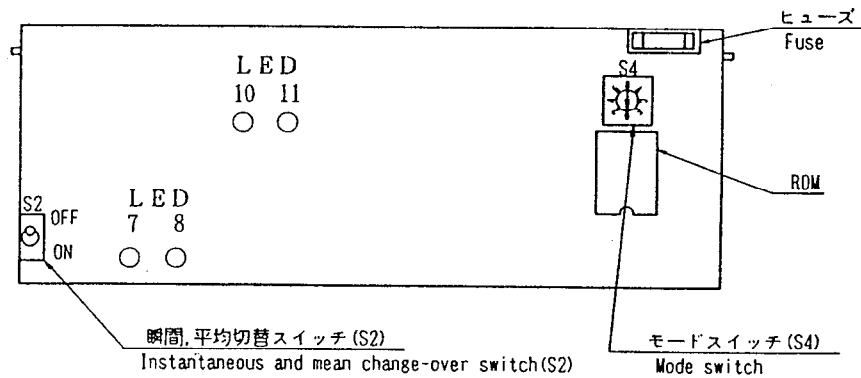 ヒューズ
Fuse
S4
LED
10 11
ROM
LED
7 8
S2
OFF
ON
瞬間,平均切替スイッチ(S2)
Instantaneous and mean change-over switch(S2)
モードスイッチ(S4)
Mode switch